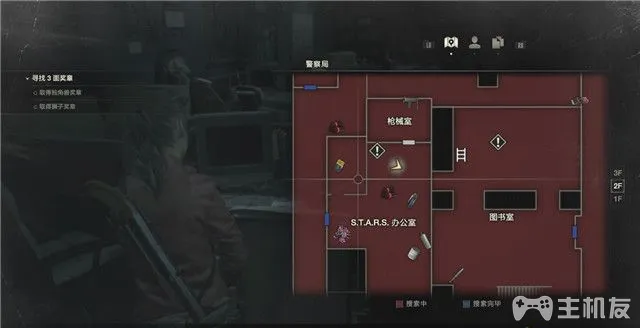 警察局
寻找 3 面奖章
取得独角兽奖章
取得狮子奖章
枪械室
S.T.A.R.S. 办公室
图书室
3F
2F
1F
搜索中
搜索完毕
主机友